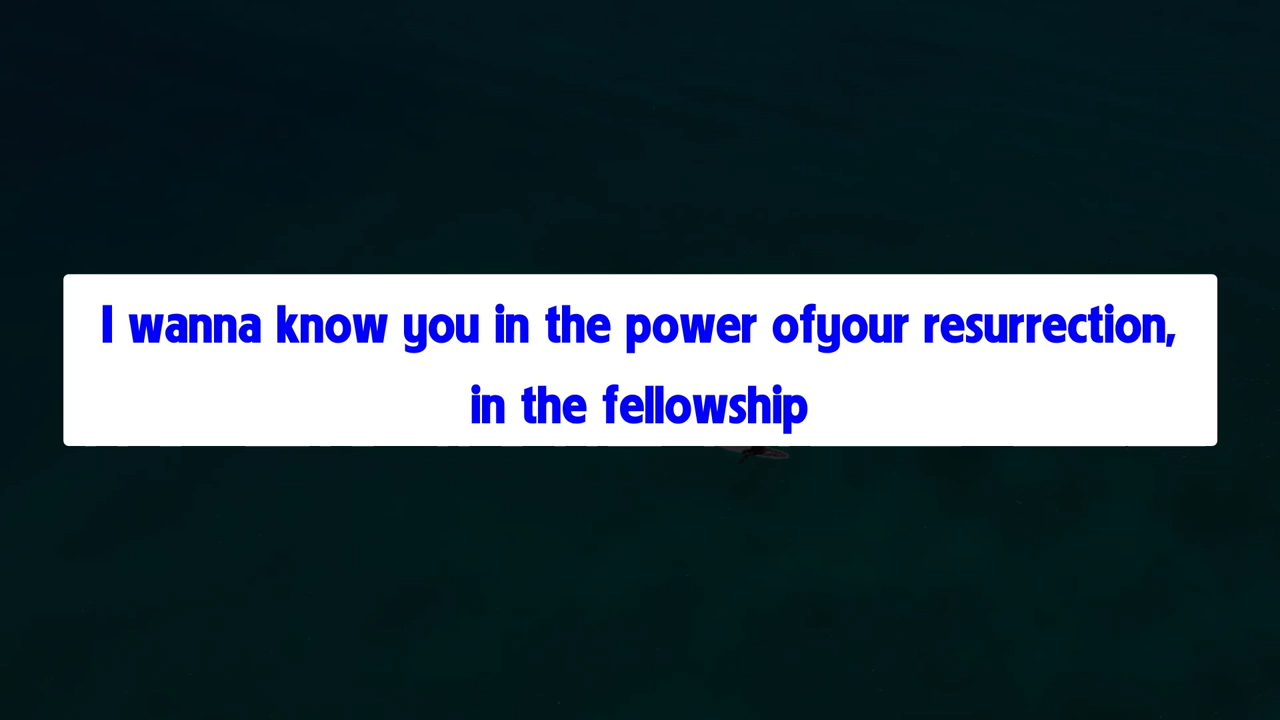 I wanna know you in the power ofyour resurrection,
in the fellowship